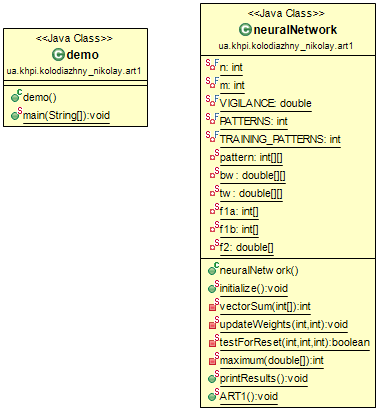 <<Java Class>>
demo
ua.khpi.kolodiazhny_nikolay.art1
demo()
main(String[]):void
<<Java Class>>
neuralNetwork
ua.khpi.kolodiazhny_nikolay.art1
n: int
m: int
VIGILANCE: double
PATTERNS: int
TRAINING_PATTERNS: int
pattern: int[][]
bw: double[][]
tw: double[][]
f1a: int[]
f1b: int[]
f2: double[]
neuralNetwork()
initialize():void
vectorSum(int[]):int
updateWeights(int,int):void
testForReset(int,int,int):boolean
maximum(double[]):int
printResults():void
ART1():void